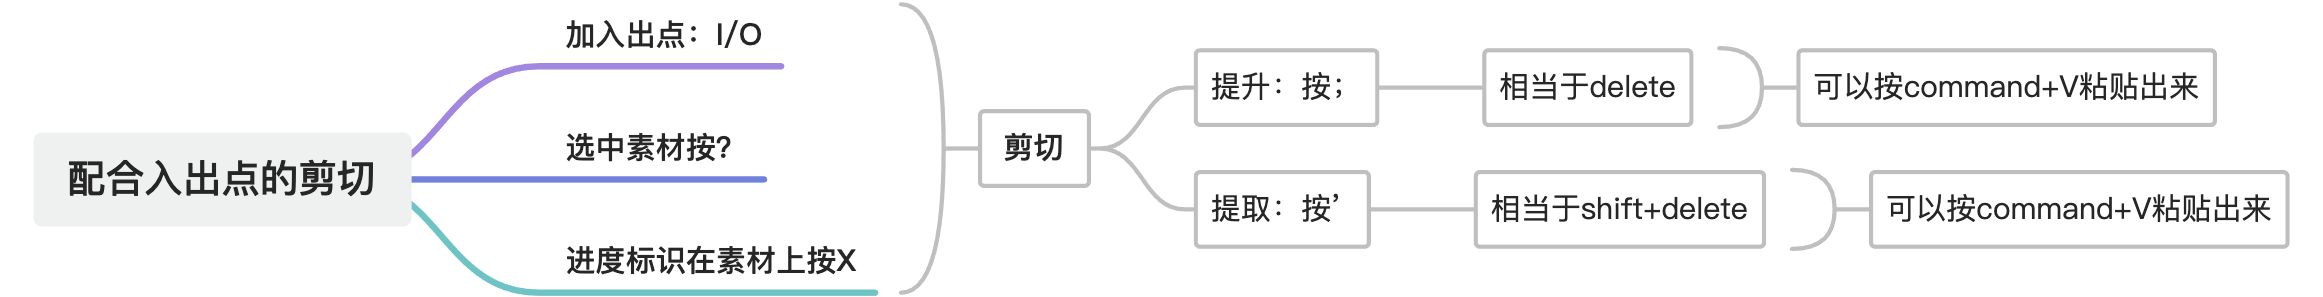 配合入出点的剪切
加入出点：I/O
选中素材按?
进度标识在素材上按X
剪切
提升：按；
相当于delete
可以按command+V粘贴出来
提取：按’
相当于shift+delete
可以按command+V粘贴出来